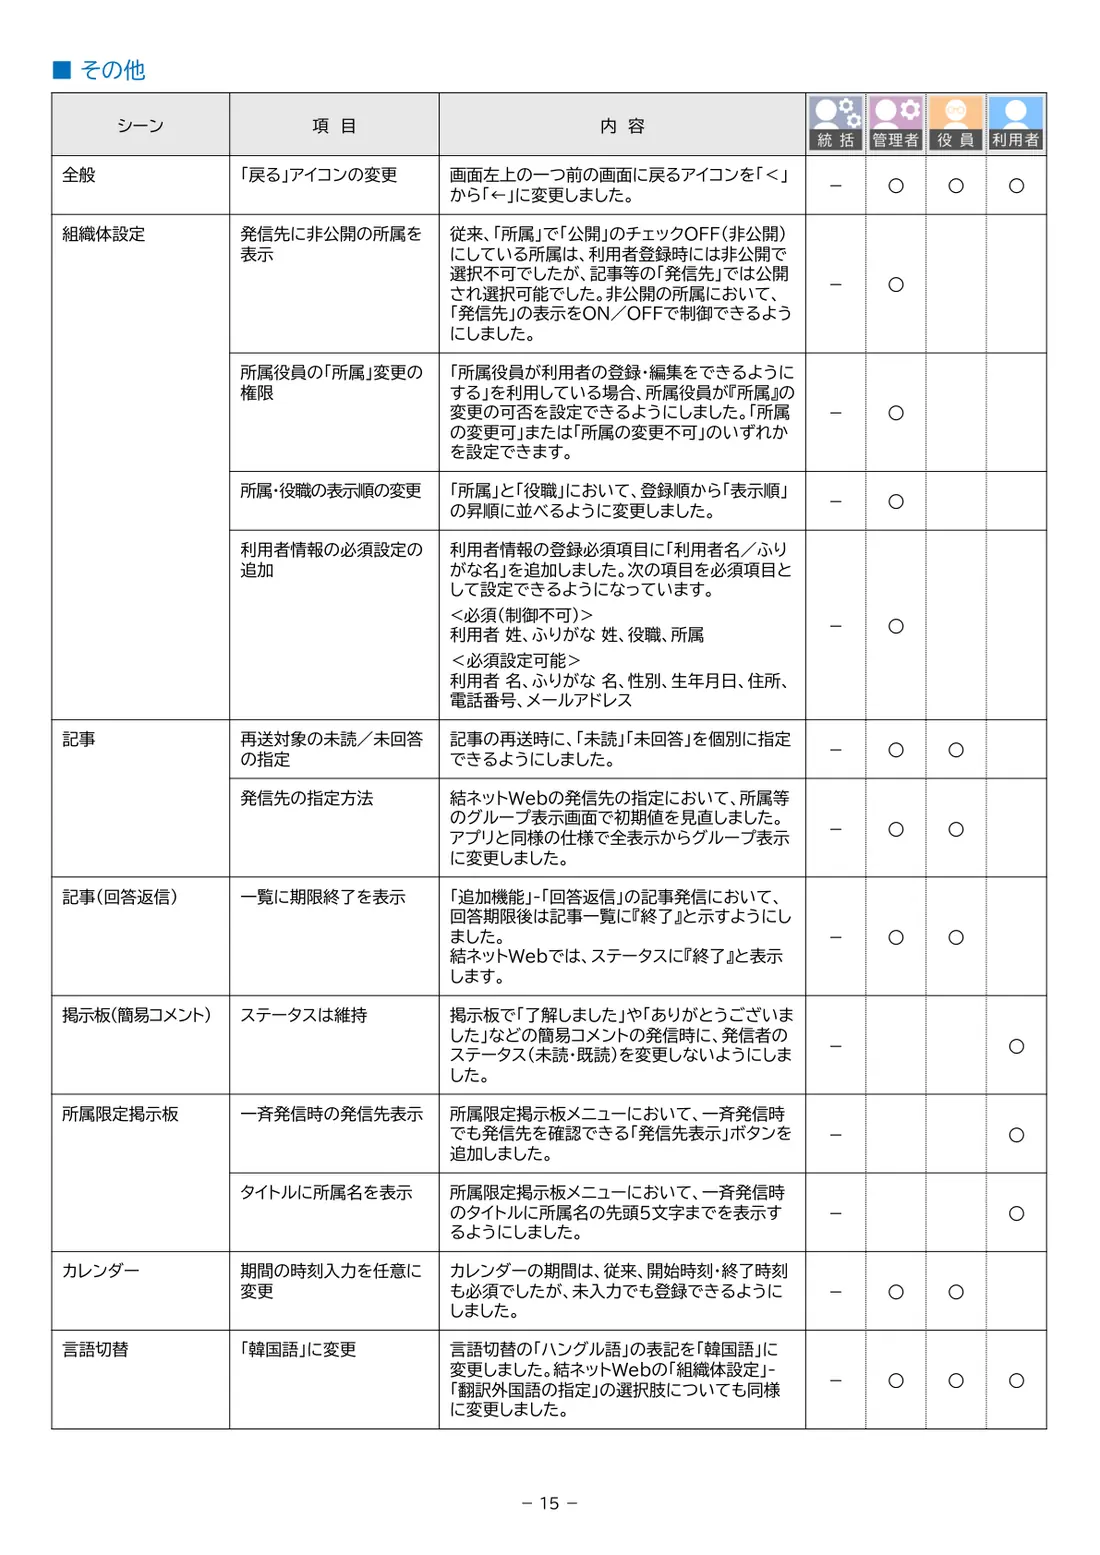 ■ その他
シーン
項 目
内 容
統 括
管理者
役 員
利用者
全般
「戻る」アイコンの変更
画面左上の一つ前の画面に戻るアイコンを「＜」
から「←」に変更しました。
－
○
○
○
組織体設定
発信先に非公開の所属を
表示
従来、「所属」で「公開」のチェックOFF（非公開）
にしている所属は、利用者登録時には非公開で
選択不可でしたが、記事等の「発信先」では公開
され選択可能でした。非公開の所属において、
「発信先」の表示をON／OFFで制御できるよう
にしました。
－
○
所属役員の「所属」変更の
権限
「所属役員が利用者の登録・編集をできるように
する」を利用している場合、所属役員が『所属』の
変更の可否を設定できるようにしました。「所属
の変更可」または「所属の変更不可」のいずれか
を設定できます。
－
○
所属・役職の表示順の変更
「所属」と「役職」において、登録順から「表示順」
の昇順に並べるように変更しました。
－
○
利用者情報の必須設定の
追加
利用者情報の登録必須項目に「利用者名／ふり
がな名」を追加しました。次の項目を必須項目と
して設定できるようになっています。
＜必須（制御不可）＞
利用者 姓、ふりがな 姓、役職、所属
＜必須設定可能＞
利用者 名、ふりがな 名、性別、生年月日、住所、
電話番号、メールアドレス
－
○
記事
再送対象の未読／未回答
の指定
記事の再送時に、「未読」「未回答」を個別に指定
できるようにしました。
－
○
○
発信先の指定方法
結ネットWebの発信先の指定において、所属等
のグループ表示画面で初期値を見直しました。
アプリと同様の仕様で全表示からグループ表示
に変更しました。
－
○
○
記事（回答返信）
一覧に期限終了を表示
「追加機能」-「回答返信」の記事発信において、
回答期限後は記事一覧に『終了』と示すようにし
ました。
結ネットWebでは、ステータスに『終了』と表示
します。
－
○
○
掲示板（簡易コメント）
ステータスは維持
掲示板で「了解しました」や「ありがとうございま
した」などの簡易コメントの発信時に、発信者の
ステータス（未読・既読）を変更しないようにしま
した。
－
○
所属限定掲示板
一斉発信時の発信先表示
所属限定掲示板メニューにおいて、一斉発信時
でも発信先を確認できる「発信先表示」ボタンを
追加しました。
－
○
タイトルに所属名を表示
所属限定掲示板メニューにおいて、一斉発信時
のタイトルに所属名の先頭5文字までを表示す
るようにしました。
－
○
カレンダー
期間の時刻入力を任意に
変更
カレンダーの期間は、従来、開始時刻・終了時刻
も必須でしたが、未入力でも登録できるように
しました。
－
○
○
言語切替
「韓国語」に変更
言語切替の「ハングル語」の表記を「韓国語」に
変更しました。結ネットWebの「組織体設定」-
「翻訳外国語の指定」の選択肢についても同様
に変更しました。
－
○
○
○
－ 15 －